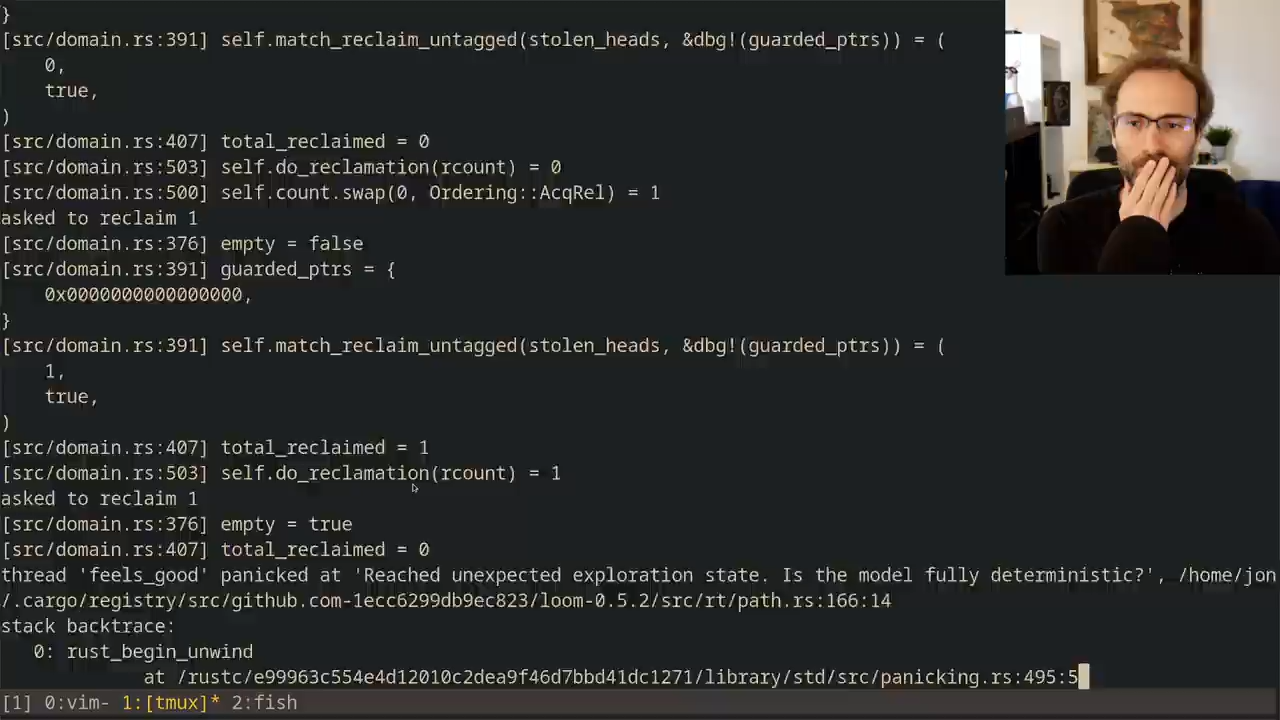 }
[src/domain.rs:391] self.match_reclaim_untagged(stolen_heads, &dbg!(guarded_ptrs)) = (
    0,
    true,
)
[src/domain.rs:407] total_reclaimed = 0
[src/domain.rs:503] self.do_reclamation(rcount) = 0
[src/domain.rs:500] self.count.swap(0, Ordering::AcqRel) = 1
asked to reclaim 1
[src/domain.rs:376] empty = false
[src/domain.rs:391] guarded_ptrs = {
    0x0000000000000000,
}
[src/domain.rs:391] self.match_reclaim_untagged(stolen_heads, &dbg!(guarded_ptrs)) = (
    1,
    true,
)
[src/domain.rs:407] total_reclaimed = 1
[src/domain.rs:503] self.do_reclamation(rcount) = 1
asked to reclaim 1
[src/domain.rs:376] empty = true
[src/domain.rs:407] total_reclaimed = 0
thread 'feels_good' panicked at 'Reached unexpected exploration state. Is the model fully deterministic?', /home/jon
/.cargo/registry/src/github.com-1ecc6299db9ec823/loom-0.5.2/src/rt/path.rs:166:14
stack backtrace:
   0: rust_begin_unwind
             at /rustc/e99963c554e4d12010c2dea9f46d7bbd41dc1271/library/std/src/panicking.rs:495:5
[1] 0:vim- 1:[tmux]* 2:fish